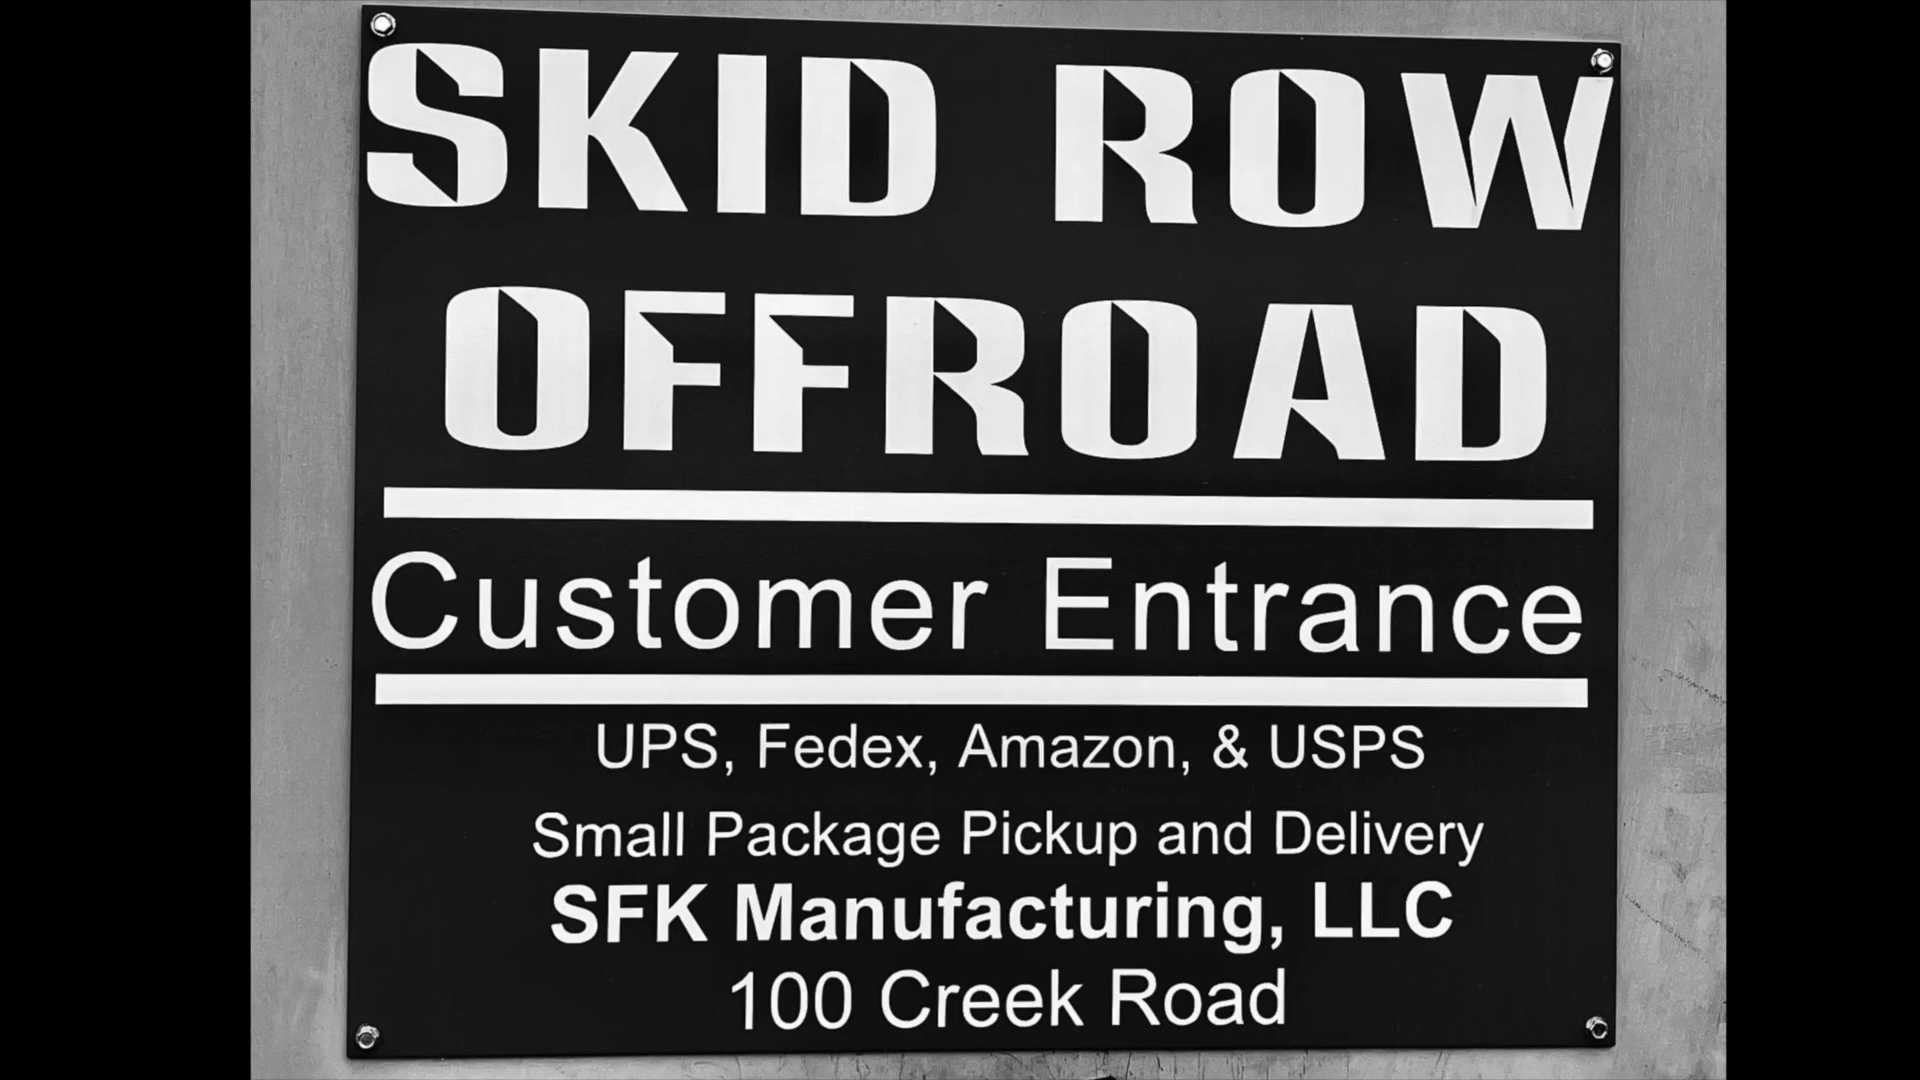 SKID ROW
OFFROAD
Customer Entrance
UPS, Fedex, Amazon, & USPS
Small Package Pickup and Delivery
SFK Manufacturing, LLC
100 Creek Road